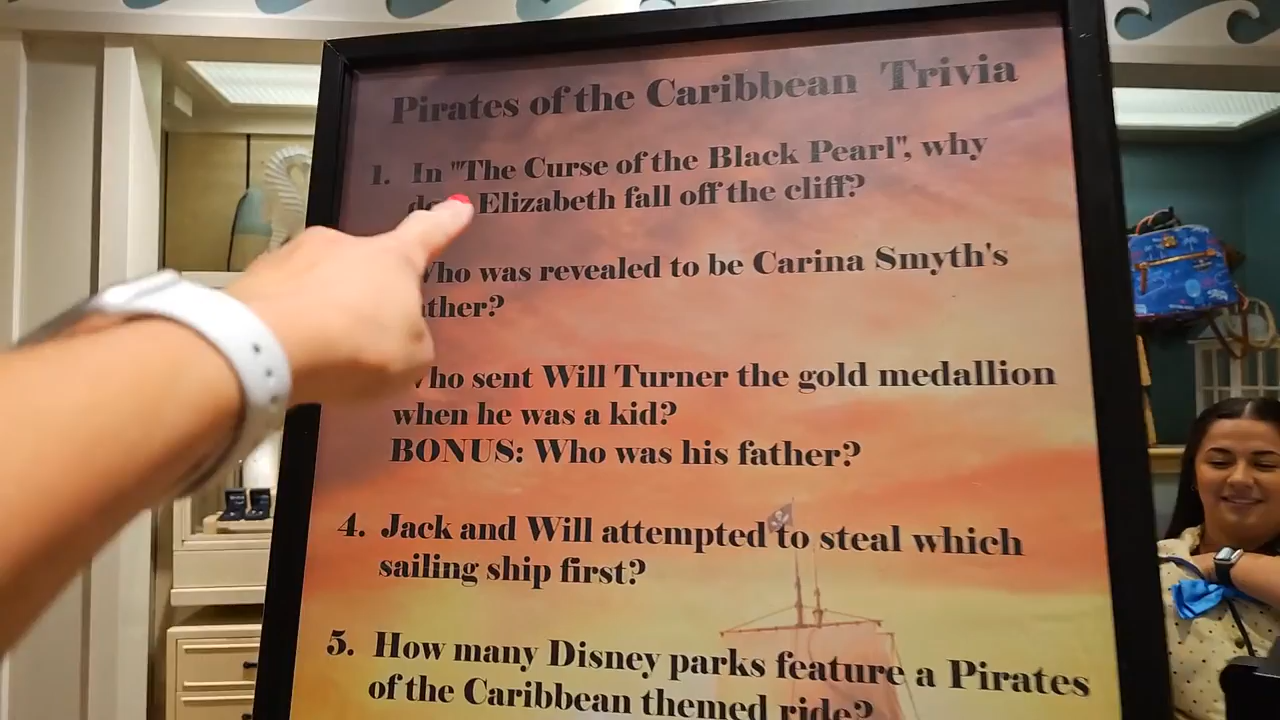 Pirates of the Caribbean Trivia
1. In "The Curse of the Black Pearl", why
Elizabeth fall off the cliff?
was revealed to be Carina Smyth's
sent Will Turner the gold medallion
when he was a kid?
BONUS: Who was his father?
4. Jack and Will attempted to steal which
sailing ship first?
5. How many Disney parks feature a Pirates
of the Caribbean themed ride?